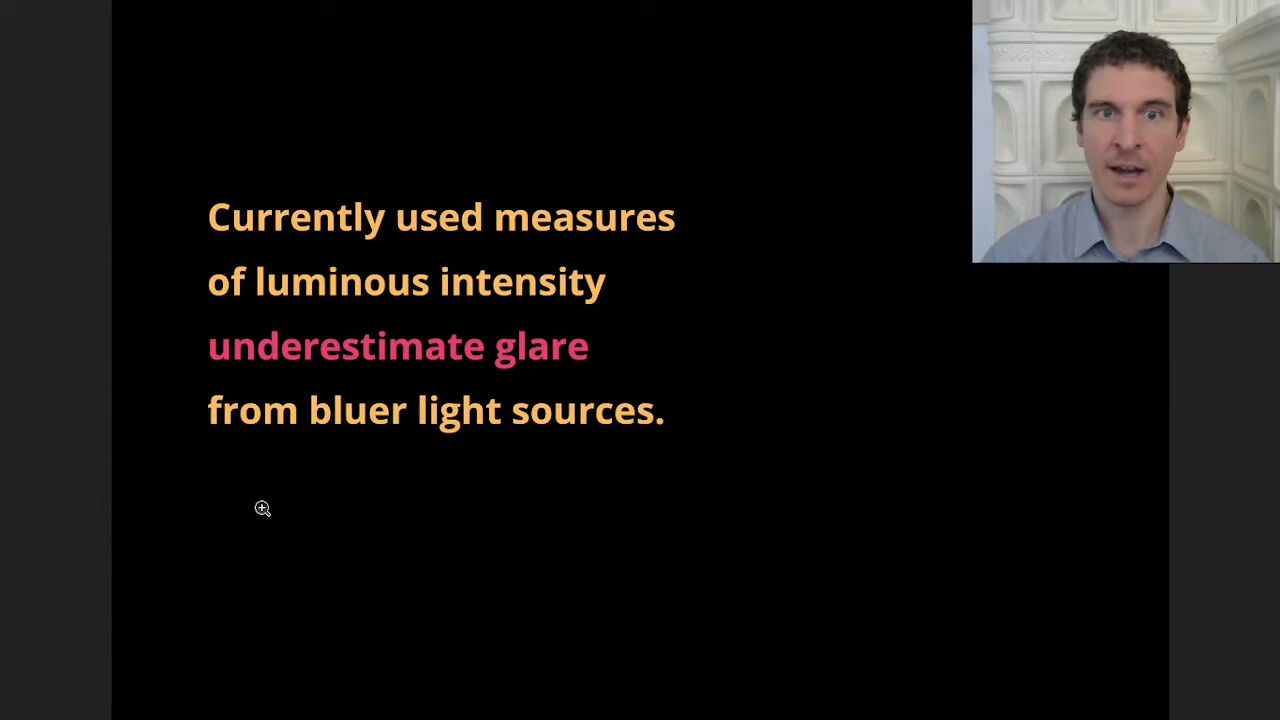 Currently used measures
of luminous intensity
underestimate glare
from bluer light sources.